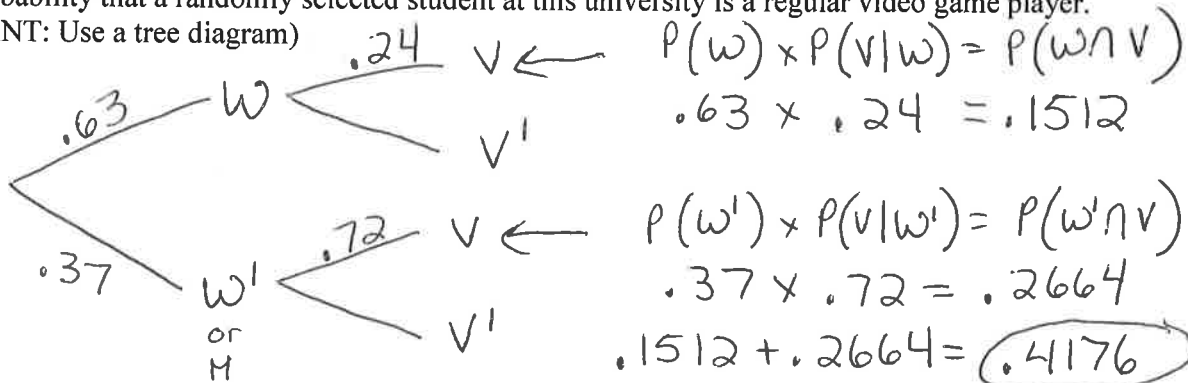 bability that a randomly selected student at this university is a regular video game player.
NT: Use a tree diagram)
.24 V ← P(W) × P(V|W) = P(W∩V)
.63 W .63 × .24 = .1512
V'
.72 V ← P(W') × P(V|W') = P(W'∩V)
.37 W' .37 × .72 = .2664
or V' .1512 + .2664 = .4176
M